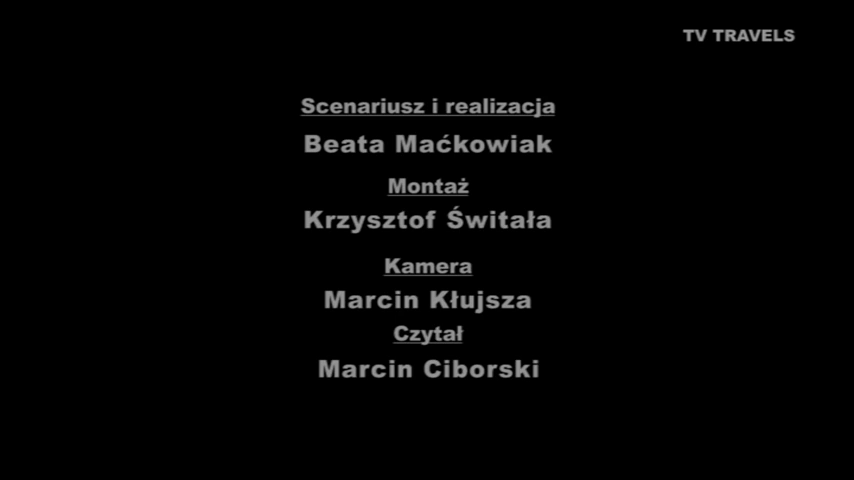 TV TRAVELS
Scenariusz i realizacja
Beata Maćkowiak
Montaż
Krzysztof Świtała
Kamera
Marcin Kłujsza
Czytał
Marcin Ciborski